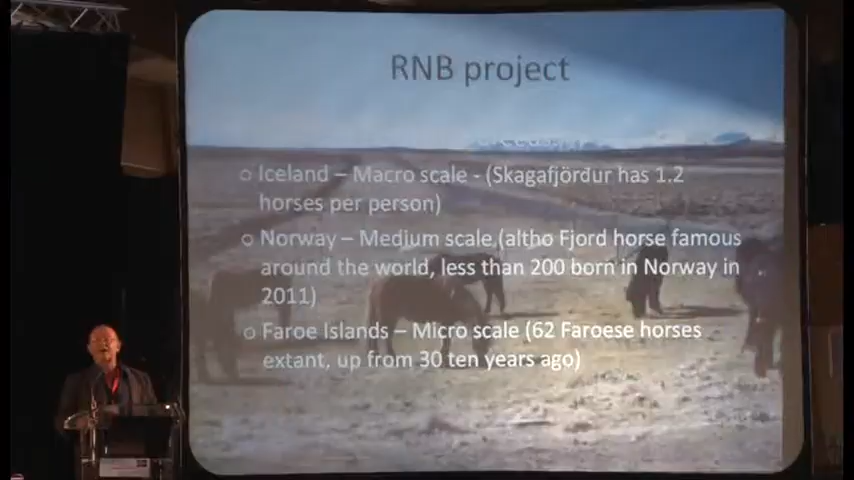 RNB project
○ Iceland – Macro scale - (Skagafjördur has 1.2
horses per person)
○ Norway – Medium scale,(altho Fjord horse famous
around the world, less than 200 born in Norway in
2011)
○ Faroe Islands – Micro scale (62 Faroese horses
extant, up from 30 ten years ago)